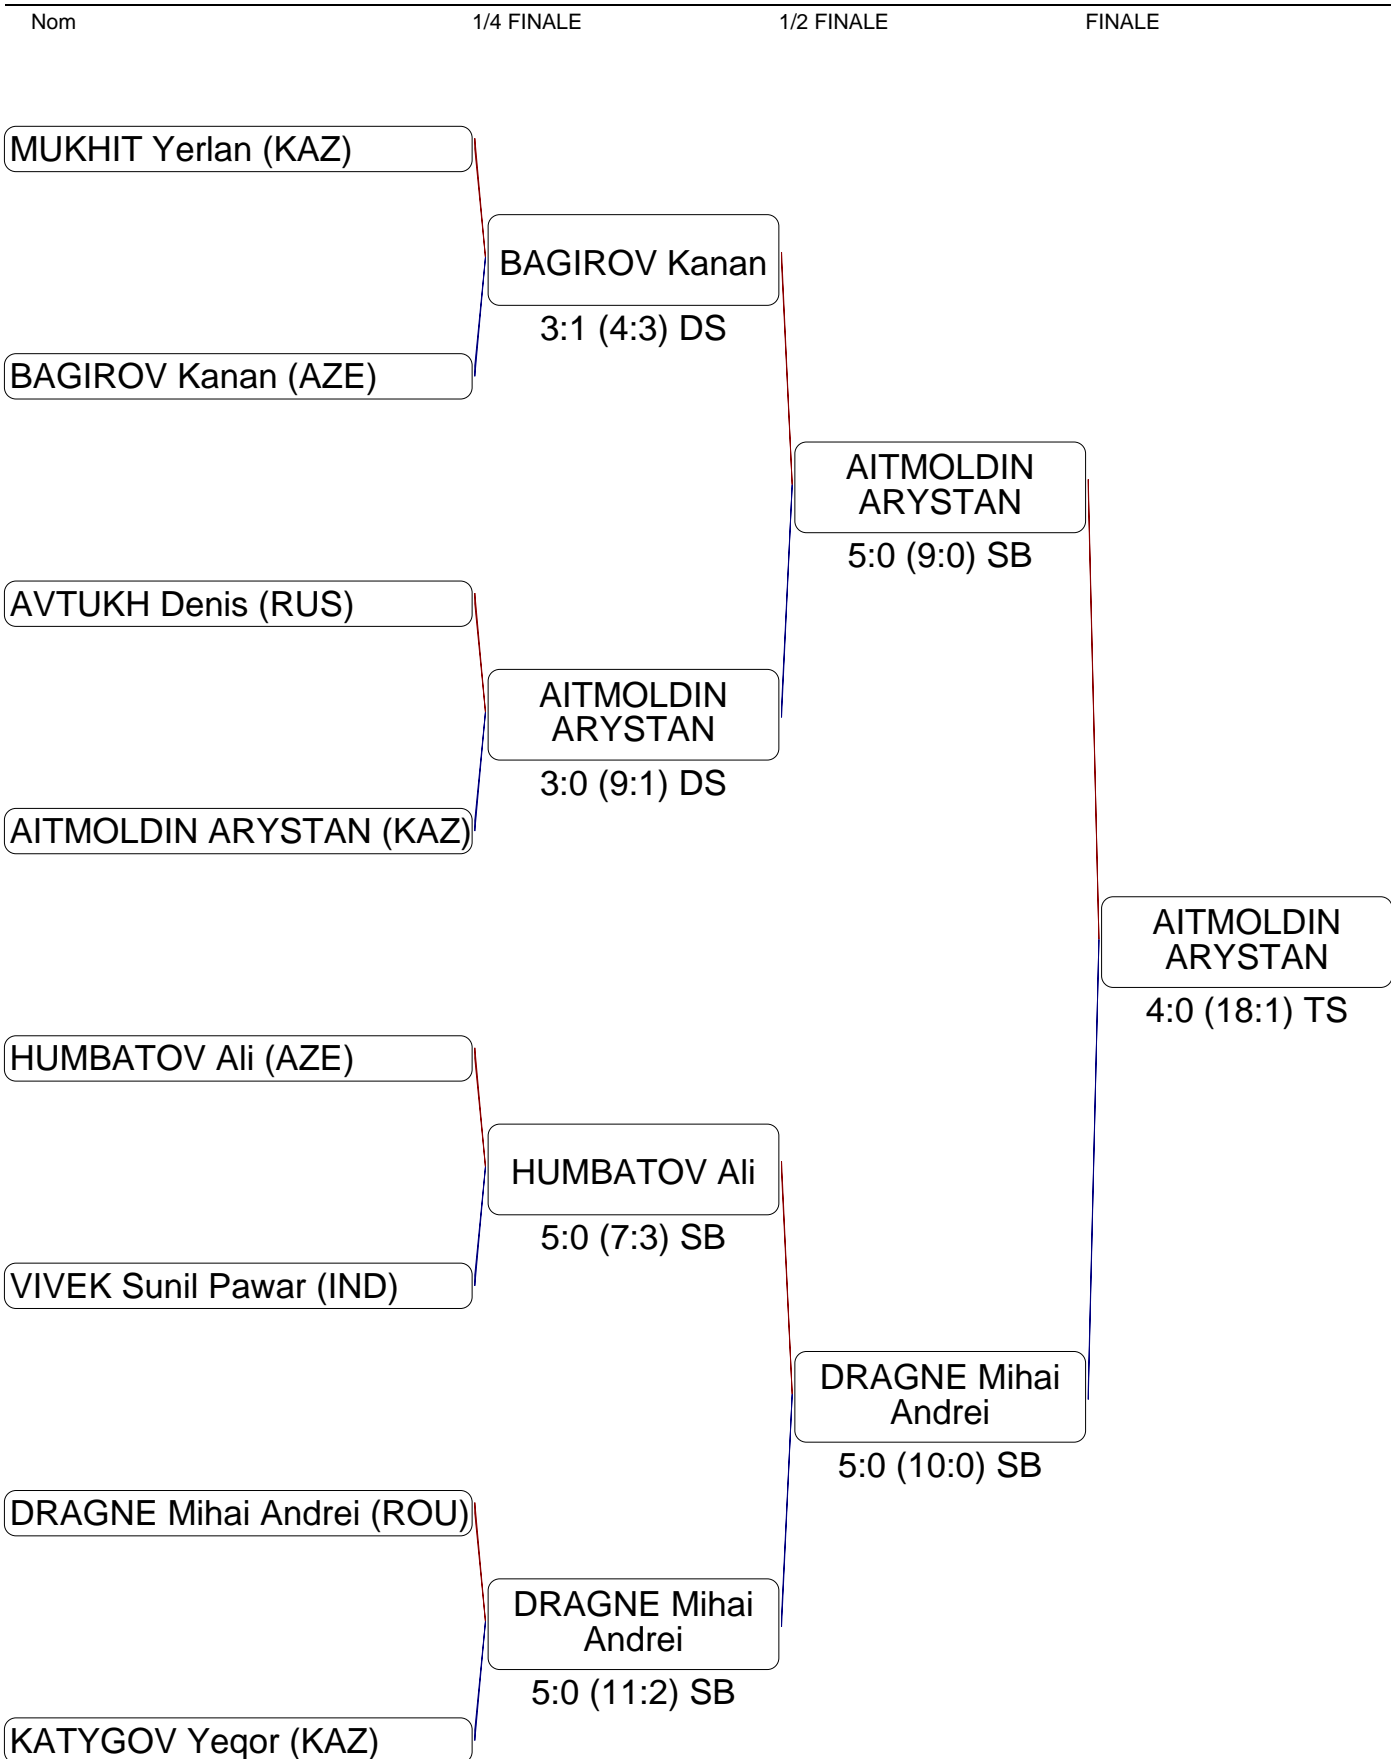 Nom 1/4 FINALE 1/2 FINALE FINALE
MUKHIT Yerlan (KAZ)
BAGIROV Kanan
3:1 (4:3) DS
BAGIROV Kanan (AZE)
AITMOLDIN
ARYSTAN
5:0 (9:0) SB
AVTUKH Denis (RUS)
AITMOLDIN
ARYSTAN
3:0 (9:1) DS
AITMOLDIN ARYSTAN (KAZ)
AITMOLDIN
ARYSTAN
4:0 (18:1) TS
HUMBATOV Ali (AZE)
HUMBATOV Ali
5:0 (7:3) SB
VIVEK Sunil Pawar (IND)
DRAGNE Mihai
Andrei
5:0 (10:0) SB
DRAGNE Mihai Andrei (ROU)
DRAGNE Mihai
Andrei
5:0 (11:2) SB
KATYGOV Yeqor (KAZ)